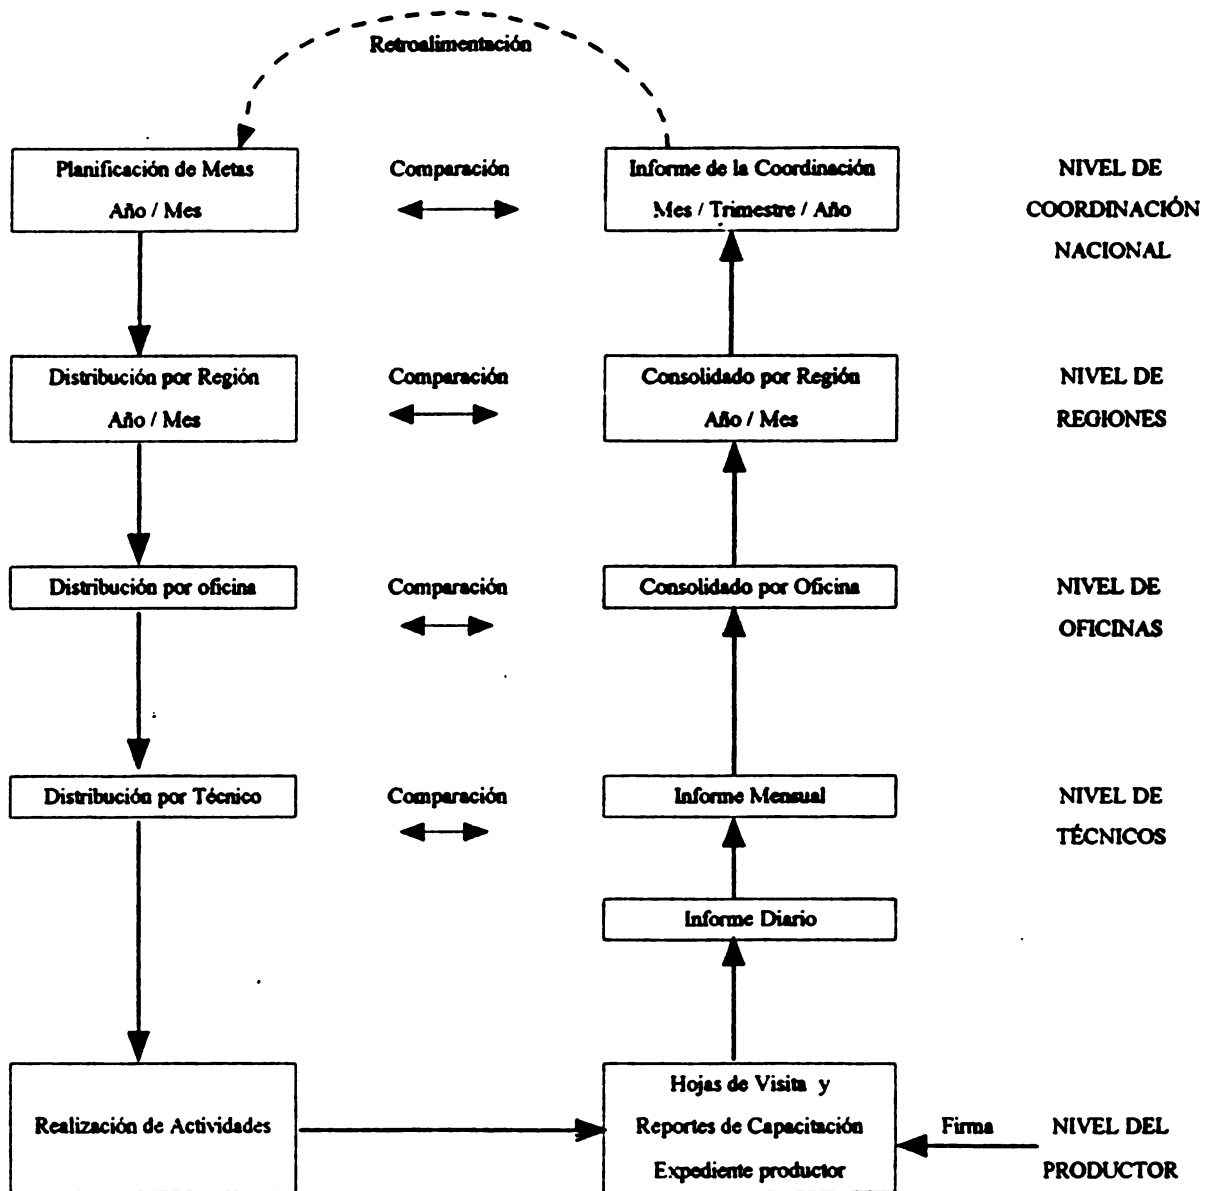 Retroalimentación
Planificación de Metas
Año / Mes
Comparación
Informe de la Coordinación
Mes / Trimestre / Año
NIVEL DE
COORDINACIÓN
NACIONAL
Distribución por Región
Año / Mes
Comparación
Consolidado por Región
Año / Mes
NIVEL DE
REGIONES
Distribución por oficina
Comparación
Consolidado por Oficina
NIVEL DE
OFICINAS
Distribución por Técnico
Comparación
Informe Mensual
NIVEL DE
TÉCNICOS
Informe Diario
Realización de Actividades
Hojas de Visita y
Reportes de Capacitación
Expediente productor
Firma
NIVEL DEL
PRODUCTOR